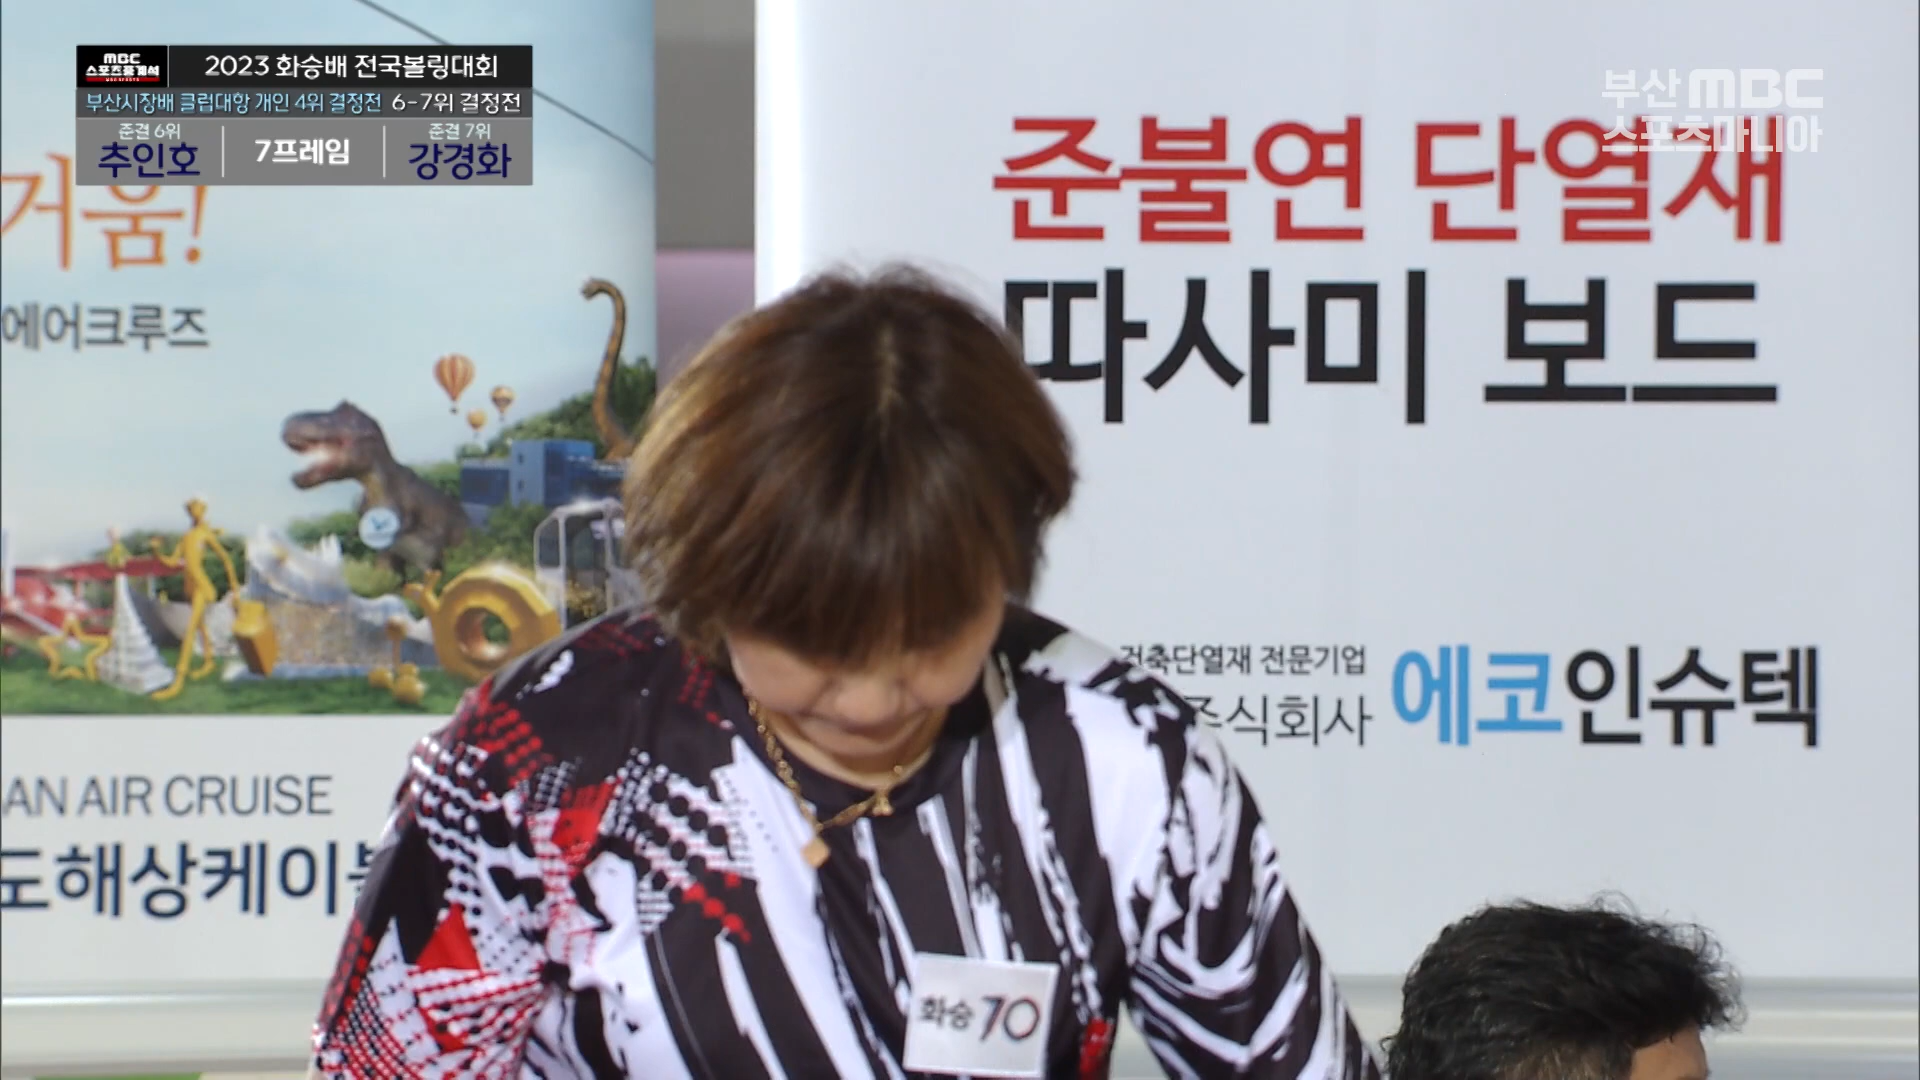 MBC
스포츠중계석
2023 화승배 전국볼링대회
부산시장배 클럽대항 개인 4위 결정전 6-7위 결정전
준결 6위
추인호
7프레임
준결 7위
강경화
부산MBC
스포츠마니아
거움!
에어크루즈
AN AIR CRUISE
도해상케이블
준불연 단열재
따사미 보드
건축단열재 전문기업
주식회사 에코인슈텍
화승 70